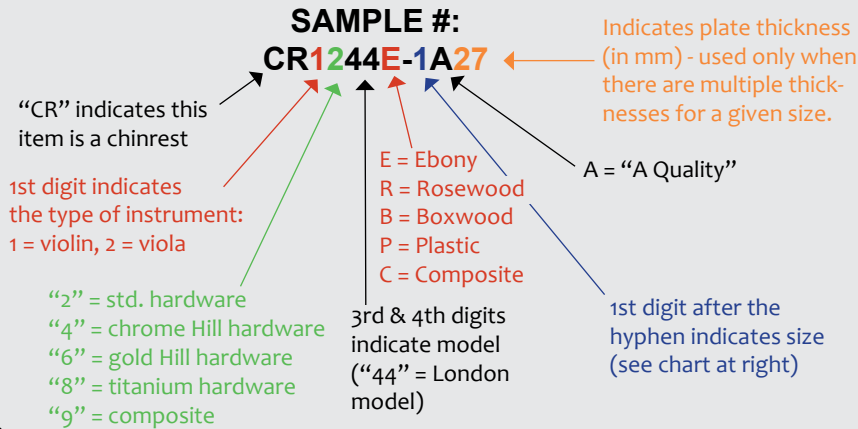 SAMPLE #:
CR1244E-1A27
Indicates plate thickness
(in mm) - used only when
there are multiple thick-
nesses for a given size.
“CR” indicates this
item is a chinrest
1st digit indicates
the type of instrument:
1 = violin, 2 = viola
“2” = std. hardware
“4” = chrome Hill hardware
“6” = gold Hill hardware
“8” = titanium hardware
“9” = composite
3rd & 4th digits
indicate model
(“44” = London
model)
E = Ebony
R = Rosewood
B = Boxwood
P = Plastic
C = Composite
A = “A Quality”
1st digit after the
hyphen indicates size
(see chart at right)